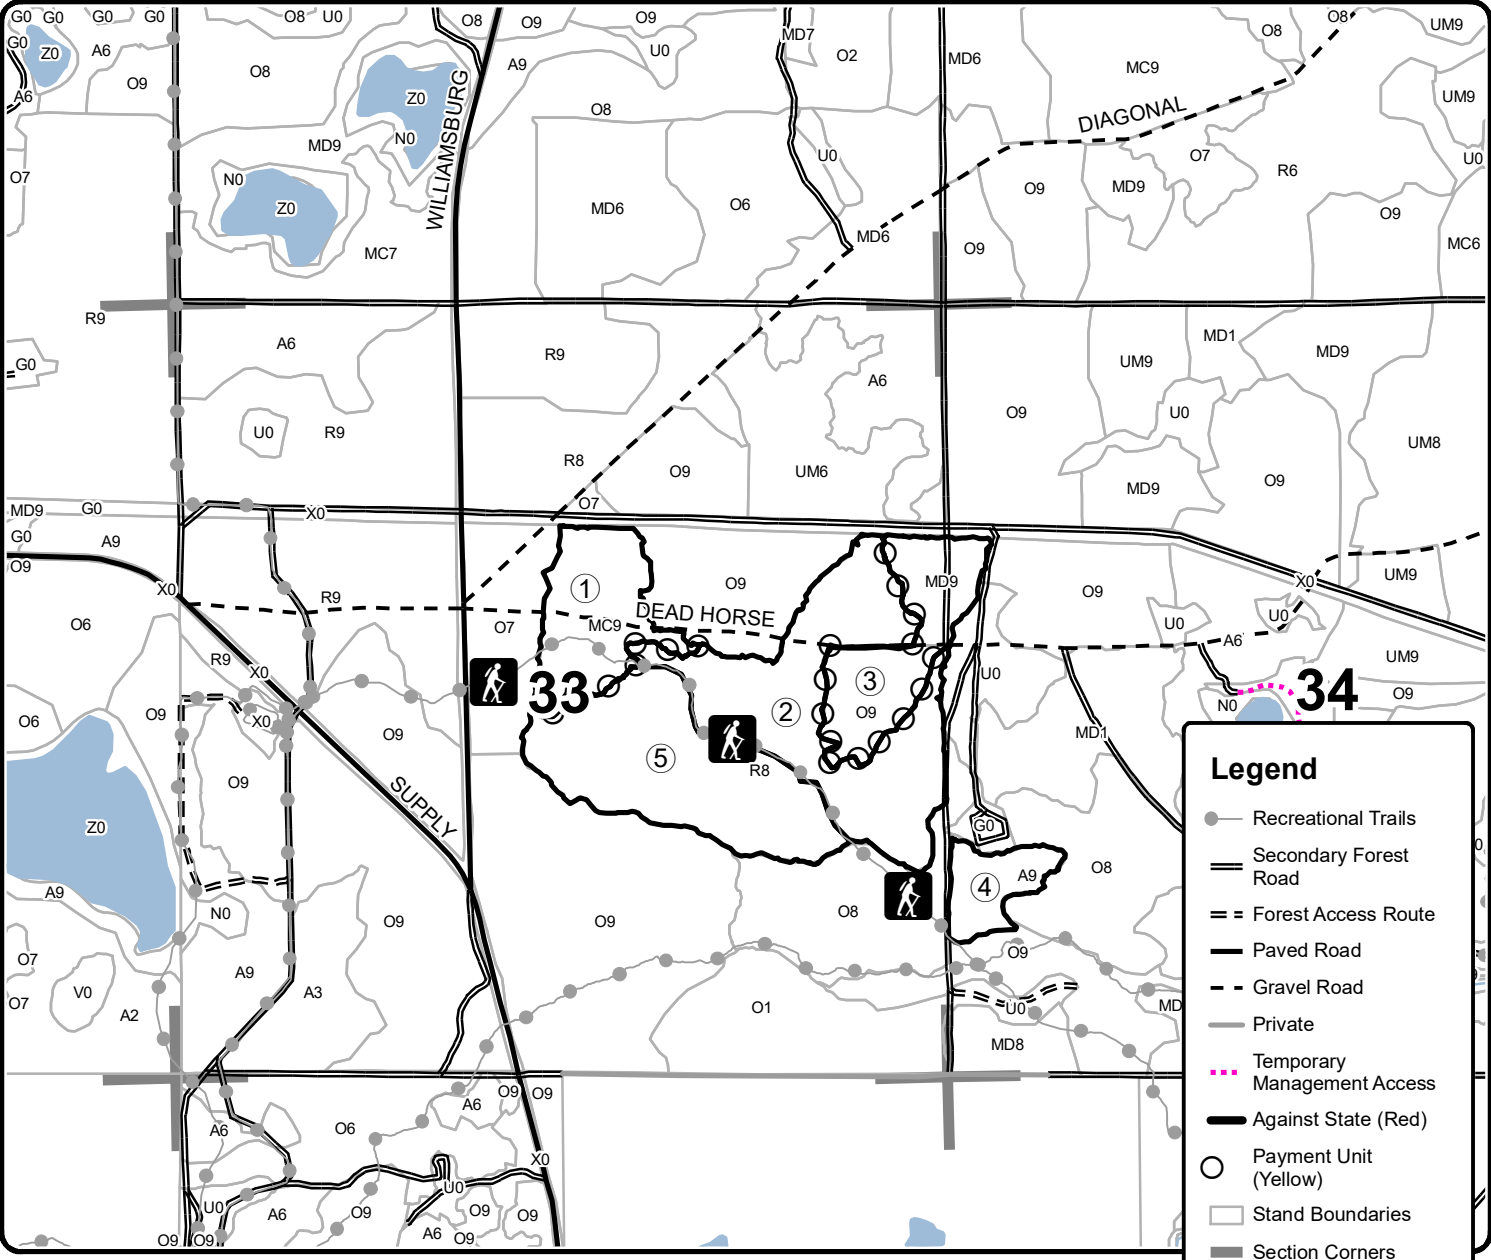 G0 G0 G0 G0 O8 U0 O8 O9 O9 MD7 O8 O8 UM9
G0 Z0 A6 A9 U0 O2 MD6 MC9
A6 O9 O8 Z0 O8 UM9
WILLIAMSBURG
DIAGONAL
MD9 N0 U0 O7 U0
O7 N0 O9 MD9 R6
Z0 MD6 O6 O9
MC7 MD6 O9 MC6
R9 A6 R9 UM9 MD1 MD9
G0 A6
U0 R9 O9 U0 UM8
R8 O9 UM6 MD9 O9
MD9 G0 X0 O7
G0 A9
O9 X0 R9 1 O9 MD9 O9 X0 UM9
DEAD HORSE
O6 O7 MC9 U0 U0
A6
R9 X0 UM9
33 3 U0 34
O6 O9 X0 2 O9 N0 O9
O9 MD1
5 R8
O9
SUPPLY
Z0 G0
A9 N0 O9 O9 O8 4 A9 O8
O7 A9 O9
O7 V0 A2 A3 O1 U0 MD
MD8
A6 O6 A6 O9 O9
X0
U0 A6 O9 U0 O9 O9
O9 O9 A6 O9
Legend
Recreational Trails
Secondary Forest
Road
Forest Access Route
Paved Road
Gravel Road
Private
Temporary
Management Access
Against State (Red)
Payment Unit
(Yellow)
Stand Boundaries
Section Corners